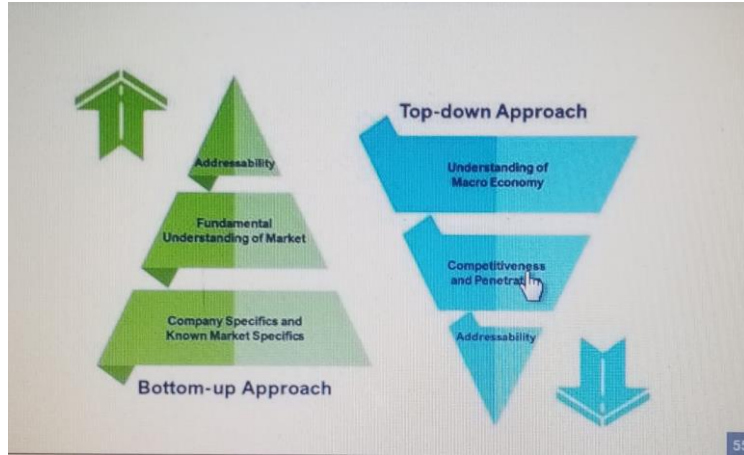 Addressability
Fundamental
Understanding of Market
Company Specifics and
Known Market Specifics
Bottom-up Approach
Top-down Approach
Understanding of
Macro Economy
Competitiveness
and
Addressability